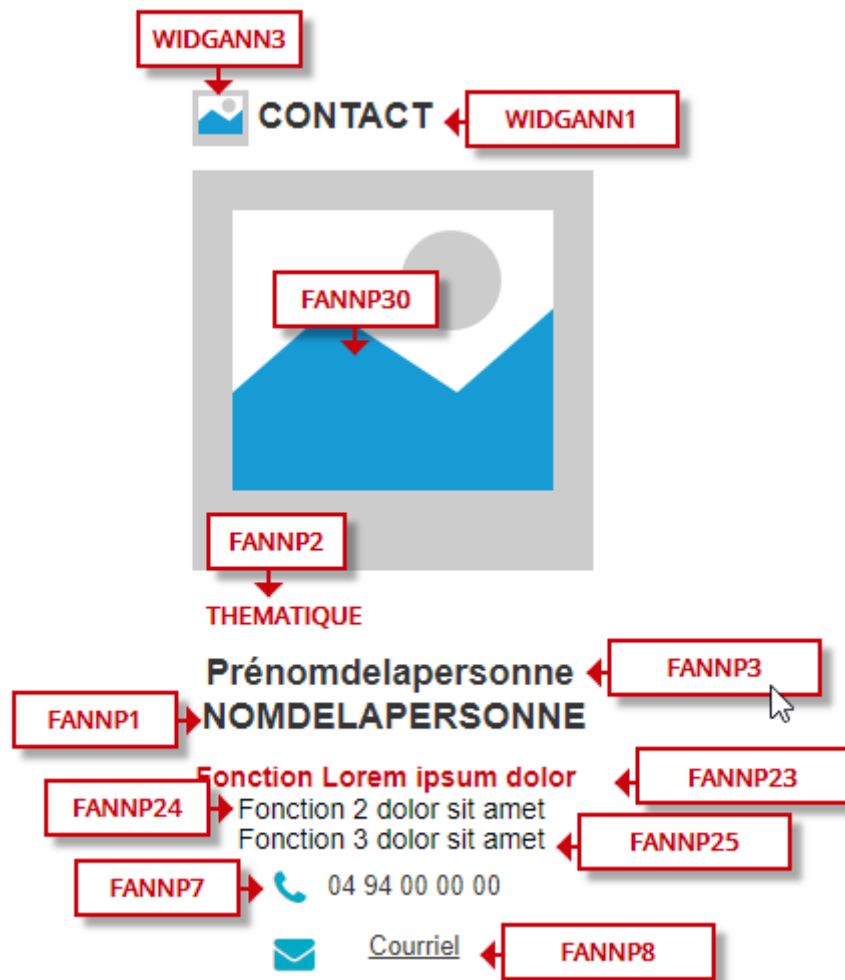 WIDGANN3
CONTACT
WIDGANN1
FANNP30
FANNP2
THEMATIQUE
Prénomdelapersonne
FANNP3
FANNP1
NOMDELAPERSONNE
Fonction Lorem ipsum dolor
FANNP23
FANNP24
Fonction 2 dolor sit amet
Fonction 3 dolor sit amet
FANNP25
FANNP7
04 94 00 00 00
Courriel
FANNP8